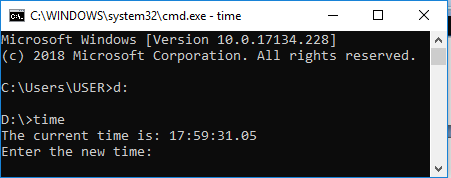 C:\WINDOWS\system32\cmd.exe - time
Microsoft Windows [Version 10.0.17134.228]
(c) 2018 Microsoft Corporation. All rights reserved.
C:\Users\USER>d:
D:\>time
The current time is: 17:59:31.05
Enter the new time: